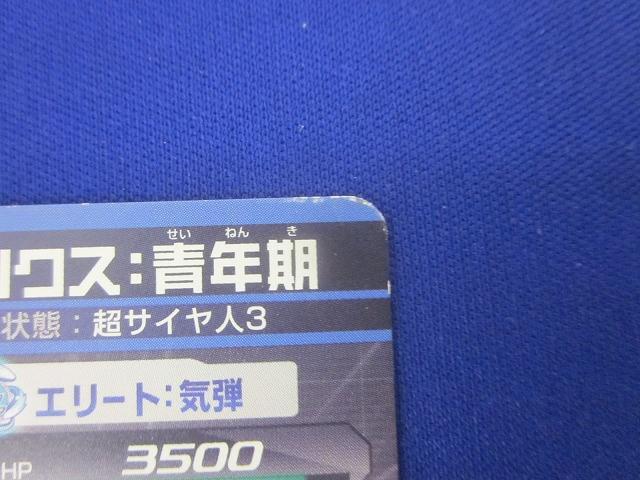 せい ねん き
クス:青年期
状態:超サイヤ人3
エリート:気弾
HP 3500